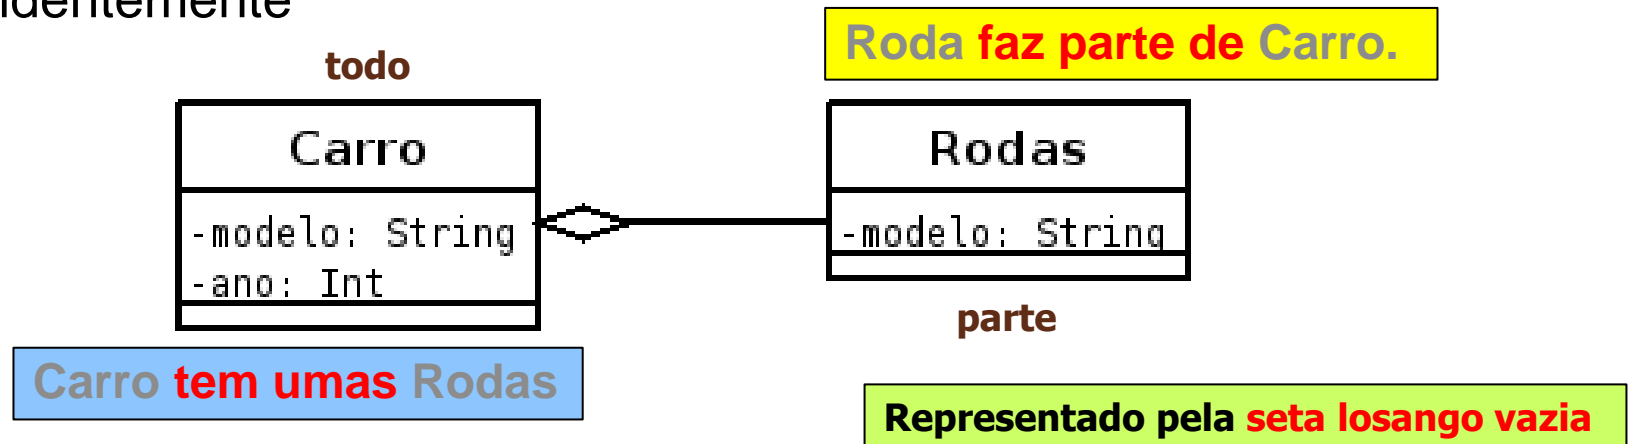 identemente
Roda faz parte de Carro.
todo
Carro
-modelo: String
-ano: Int
Rodas
-modelo: String
parte
Carro tem umas Rodas
Representado pela seta losango vazia